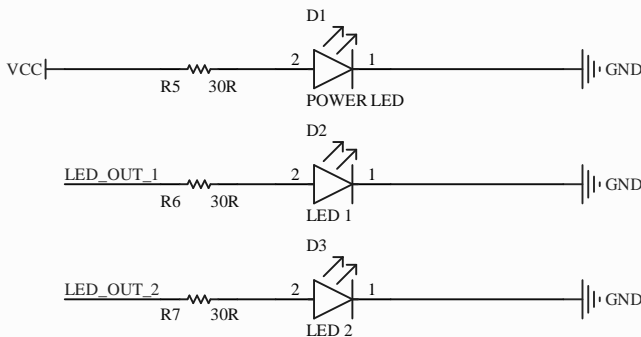 D1
VCC 2 1 GND
R5 30R POWER LED
D2
LED_OUT_1 2 1 GND
R6 30R LED 1
D3
LED_OUT_2 2 1 GND
R7 30R LED 2